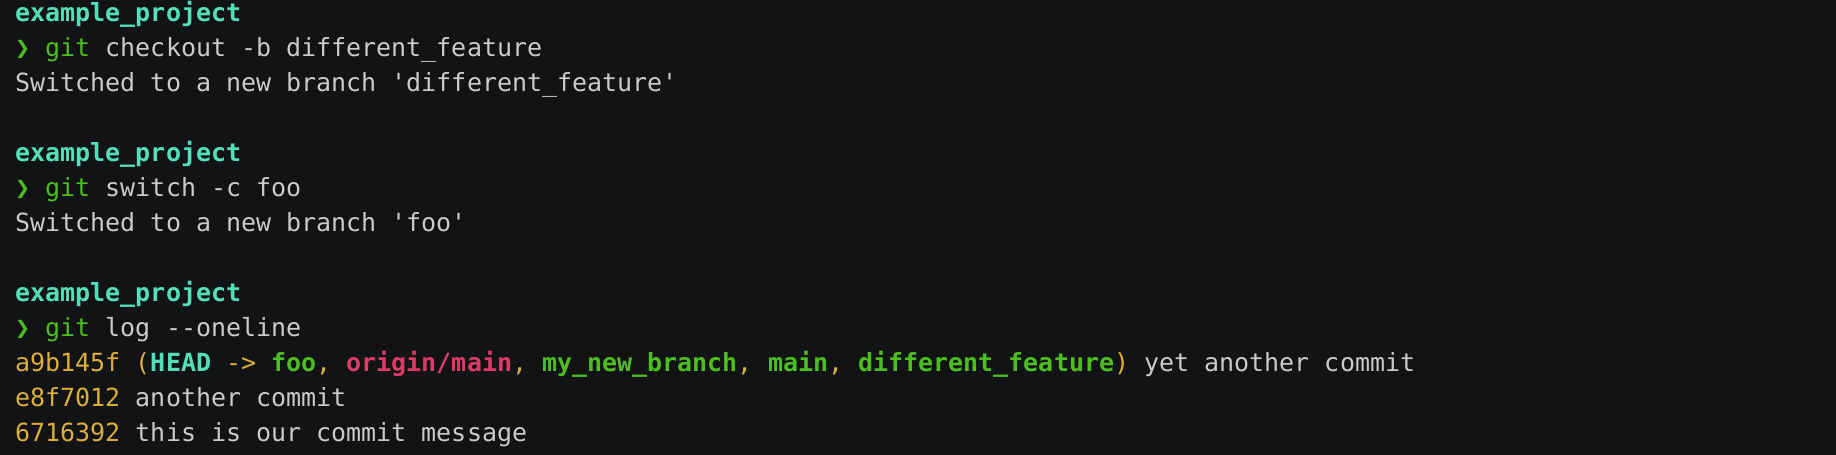 example_project
❯ git checkout -b different_feature
Switched to a new branch 'different_feature'
example_project
❯ git switch -c foo
Switched to a new branch 'foo'
example_project
❯ git log --oneline
a9b145f (HEAD -> foo, origin/main, my_new_branch, main, different_feature) yet another commit
e8f7012 another commit
6716392 this is our commit message